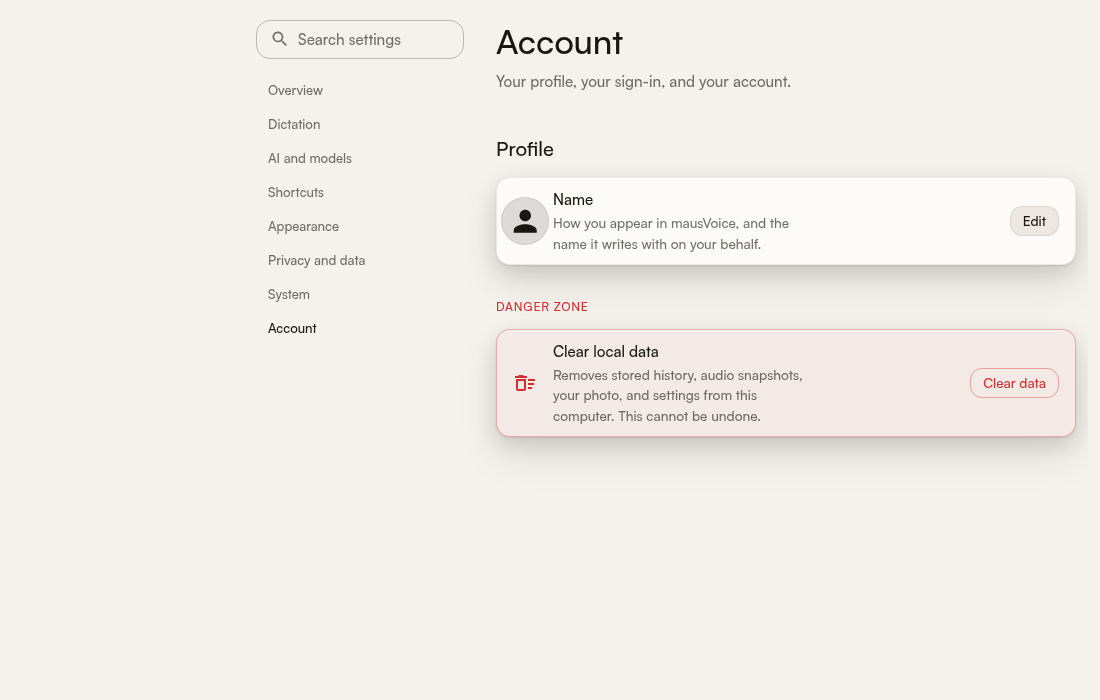 Search settings
Overview
Dictation
AI and models
Shortcuts
Appearance
Privacy and data
System
Account
Account
Your profile, your sign-in, and your account.
Profile
Name
How you appear in mausVoice, and the
name it writes with on your behalf.
Edit
DANGER ZONE
Clear local data
Removes stored history, audio snapshots,
your photo, and settings from this
computer. This cannot be undone.
Clear data